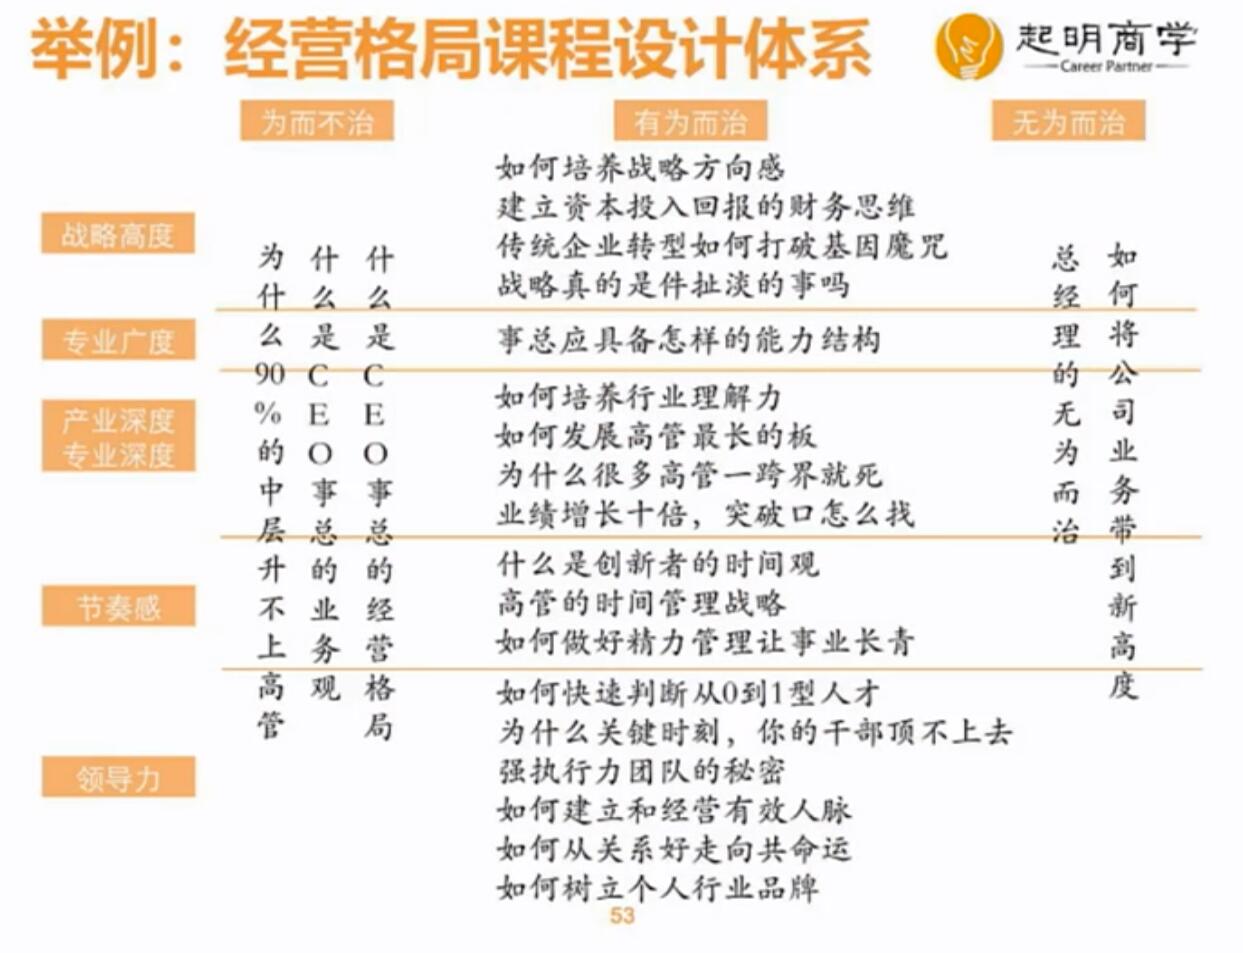 举例：经营格局课程设计体系
起明商学
Career Partner
为而不治
有为而治
无为而治
战略高度
专业广度
产业深度
专业深度
节奏感
领导力
为什么90%的中层升不上高管
什么是CEO事总的业务观
什么是CEO事总的经营格局
如何培养战略方向感
建立资本投入回报的财务思维
传统企业转型如何打破基因魔咒
战略真的是件扯淡的事吗
事总应具备怎样的能力结构
如何培养行业理解力
如何发展高管最长的板
为什么很多高管一跨界就死
业绩增长十倍，突破口怎么找
什么是创新者的时间观
高管的时间管理战略
如何做好精力管理让事业长青
如何快速判断从0到1型人才
为什么关键时刻，你的干部顶不上去
强执行力团队的秘密
如何建立和经营有效人脉
如何从关系好走向共命运
如何树立个人行业品牌
如何将公司业务带到新高度
总经理的无为而治
53